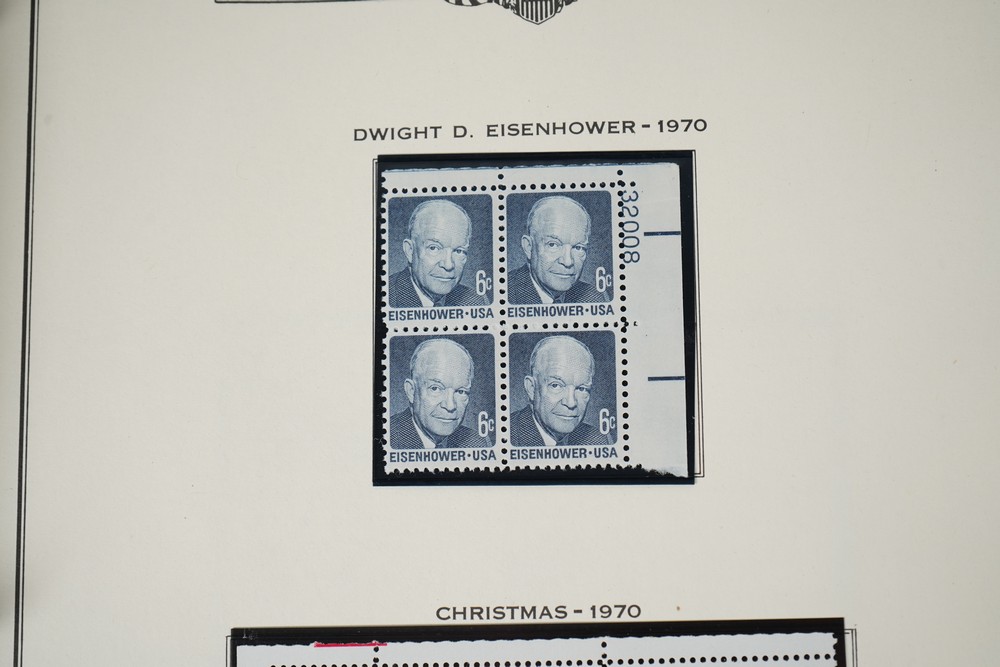 DWIGHT D. EISENHOWER - 1970
32008
6c 6c
EISENHOWER · USA EISENHOWER · USA
6c 6c
EISENHOWER · USA EISENHOWER · USA
CHRISTMAS - 1970